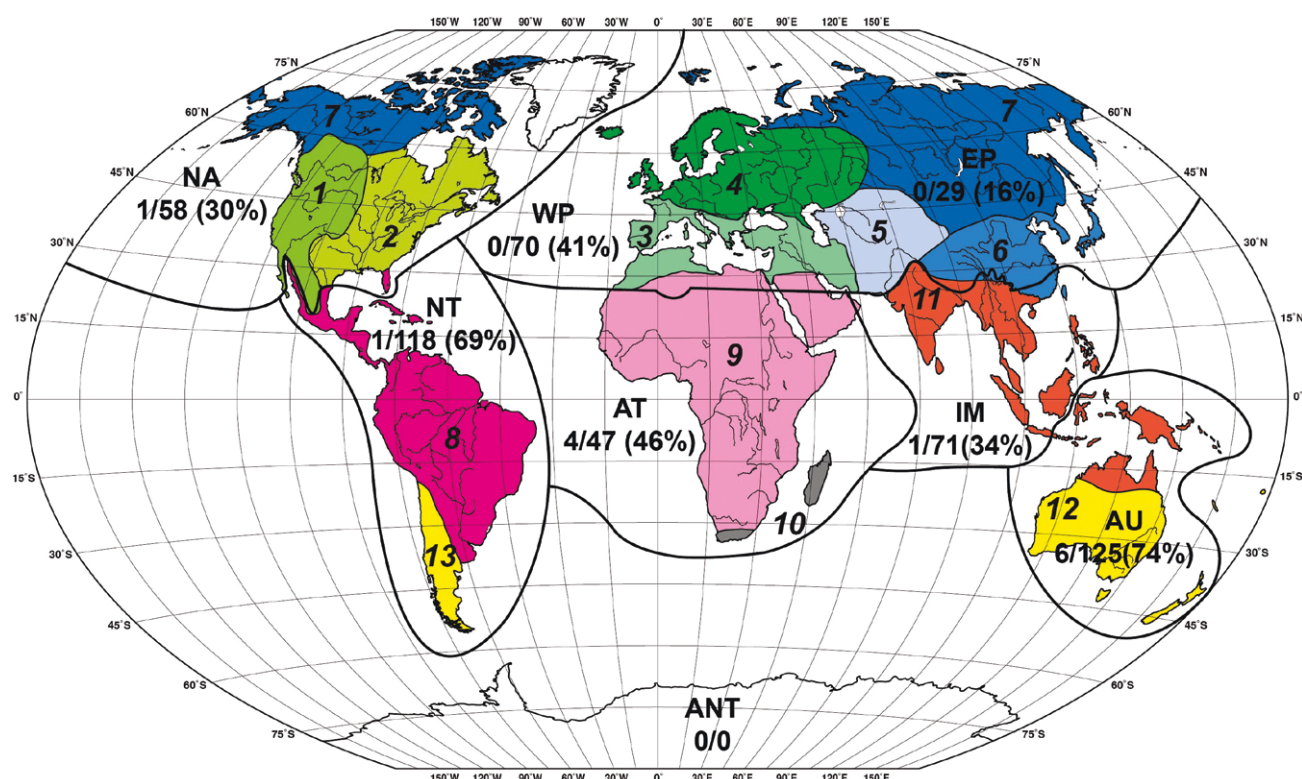 150°W 120°W 90°W 60°W 30°W 0° 30°E 60°E 90°E 120°E 150°E
75°N 75°N
60°N 60°N
7 7
45°N NA 1 EP 45°N
1/58 (30%) 4 0/29 (16%)
WP
2 0/70 (41%) 3 5 6
30°N 30°N
NT 11
15°N 1/118 (69%) 9 15°N
0° AT IM 0°
8 4/47 (46%) 1/71(34%)
15°S 15°S
12 AU
10
30°S 13 6/125(74%) 30°S
45°S 45°S
60°S 60°S
ANT
75°S 0/0 75°S
150°W 120°W 90°W 60°W 30°W 0° 30°E 60°E 90°E 120°E 150°E